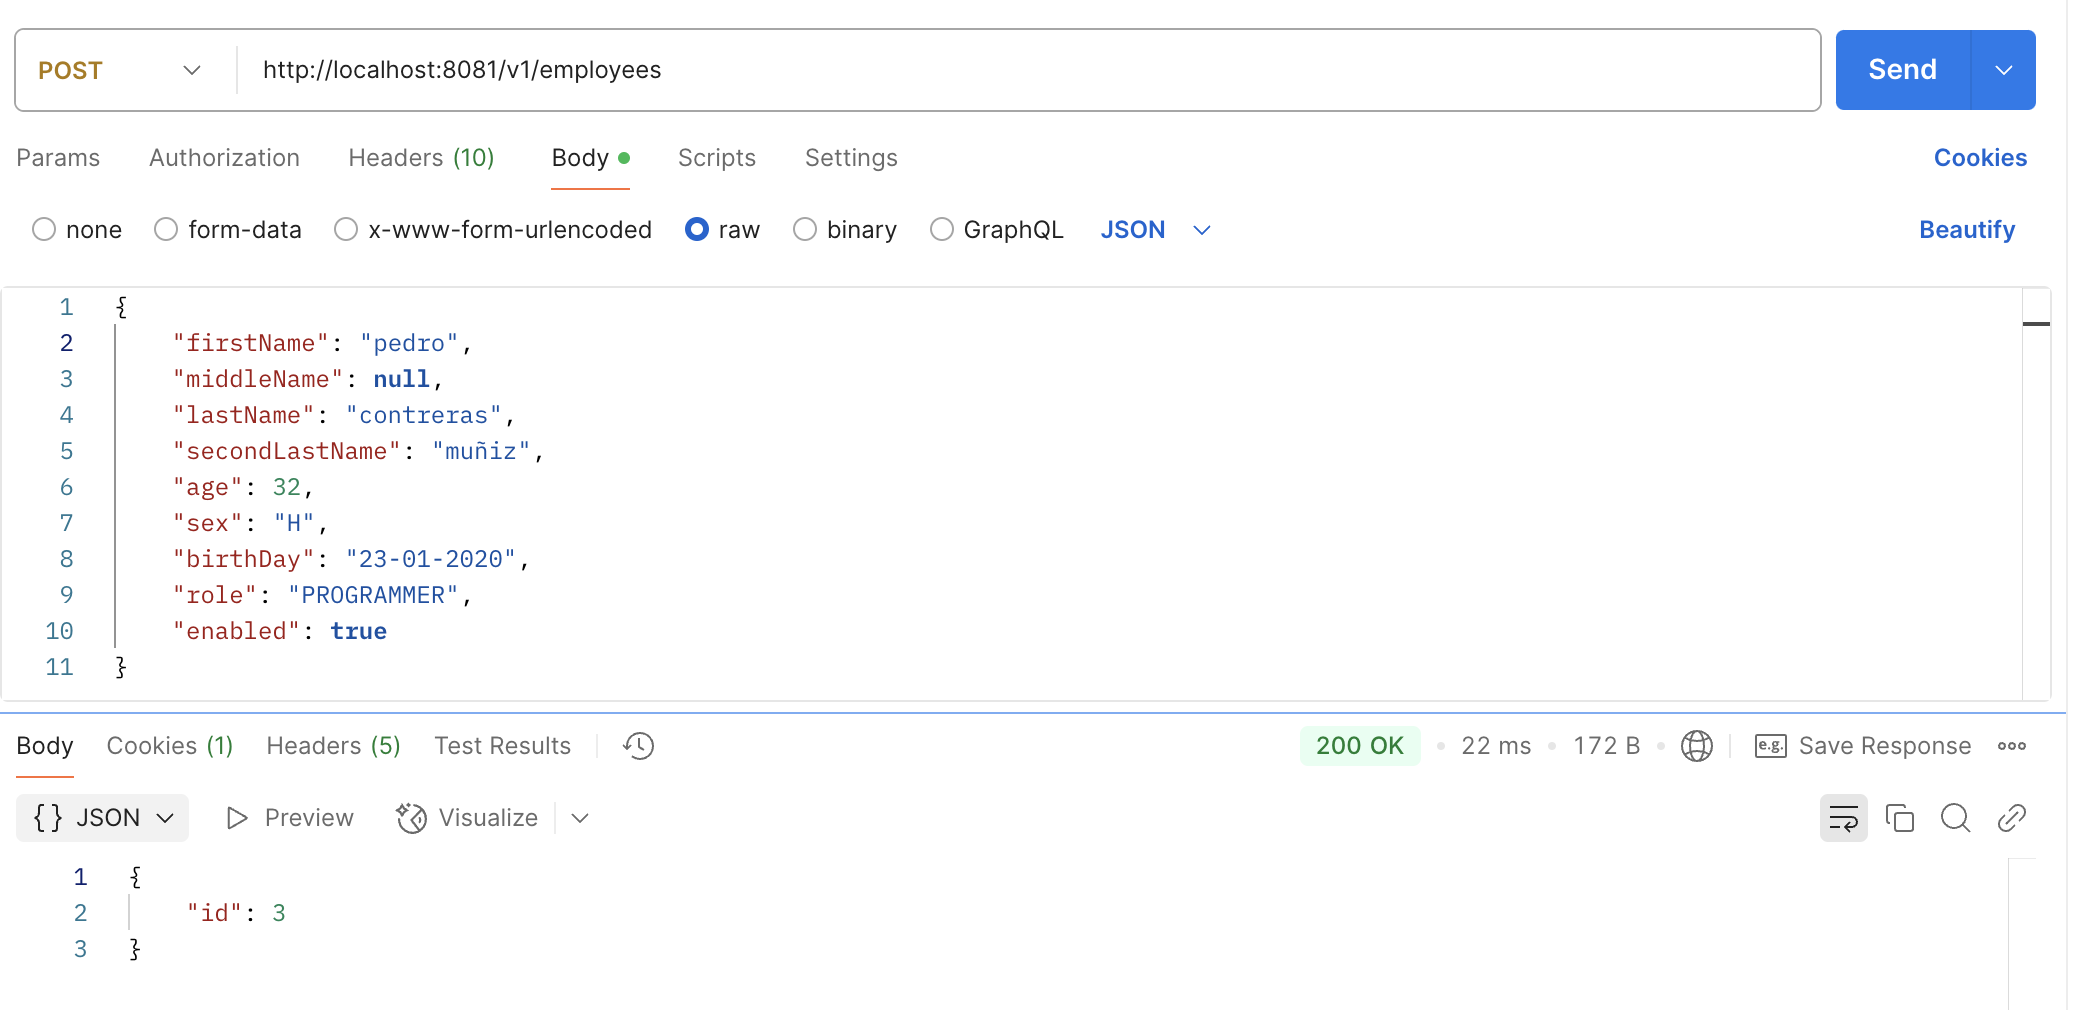 POST http://localhost:8081/v1/employees Send
Params Authorization Headers (10) Body Scripts Settings Cookies
none form-data x-www-form-urlencoded raw binary GraphQL JSON Beautify
1 {
2 "firstName": "pedro",
3 "middleName": null,
4 "lastName": "contreras",
5 "secondLastName": "muñiz",
6 "age": 32,
7 "sex": "H",
8 "birthDay": "23-01-2020",
9 "role": "PROGRAMMER",
10 "enabled": true
11 }
Body Cookies (1) Headers (5) Test Results 200 OK • 22 ms • 172 B • e.g. Save Response
{} JSON Preview Visualize
1 {
2 "id": 3
3 }